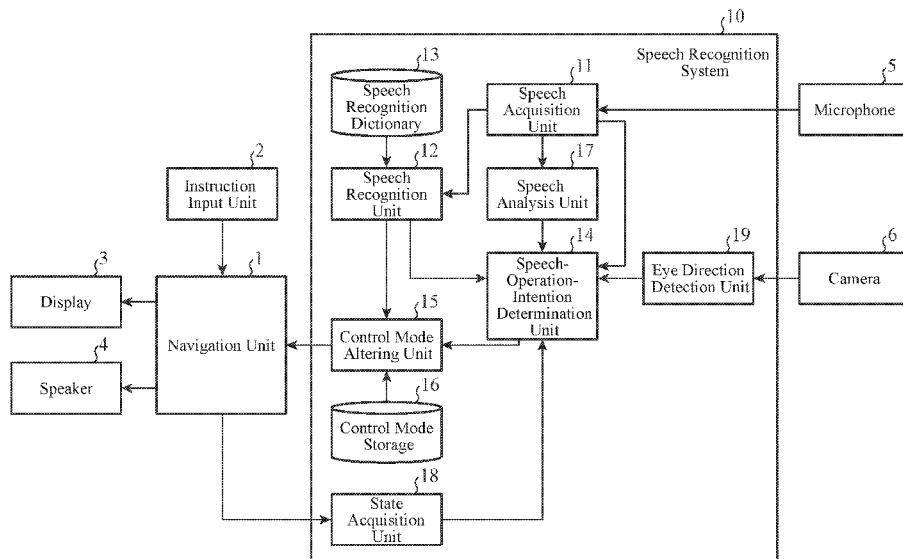 10
Speech Recognition
System
13
Speech
Recognition
Dictionary
11
Speech
Acquisition
Unit
5
Microphone
2
Instruction
Input Unit
12
Speech
Recognition
Unit
17
Speech
Analysis Unit
3
Display
1
Navigation Unit
14
Speech-
Operation-
Intention
Determination
Unit
19
Eye Direction
Detection Unit
6
Camera
15
Control Mode
Altering Unit
4
Speaker
16
Control Mode
Storage
18
State
Acquisition
Unit